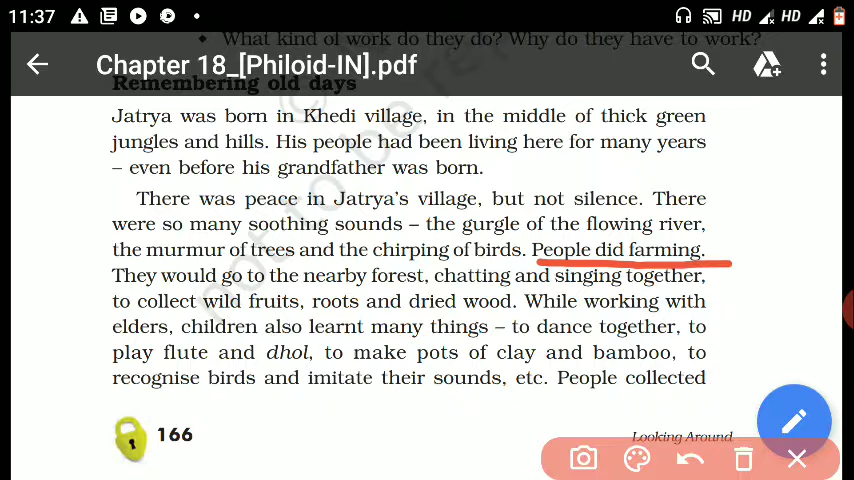 11:37
HD
HD
What kind of work do they do? Why do they have to work?
Chapter 18_[Philoid-IN].pdf
Remembering old days
Jatrya was born in Khedi village, in the middle of thick green
jungles and hills. His people had been living here for many years
– even before his grandfather was born.
There was peace in Jatrya's village, but not silence. There
were so many soothing sounds – the gurgle of the flowing river,
the murmur of trees and the chirping of birds. People did farming.
They would go to the nearby forest, chatting and singing together,
to collect wild fruits, roots and dried wood. While working with
elders, children also learnt many things – to dance together, to
play flute and dhol, to make pots of clay and bamboo, to
recognise birds and imitate their sounds, etc. People collected
166
Looking Around
not to be re